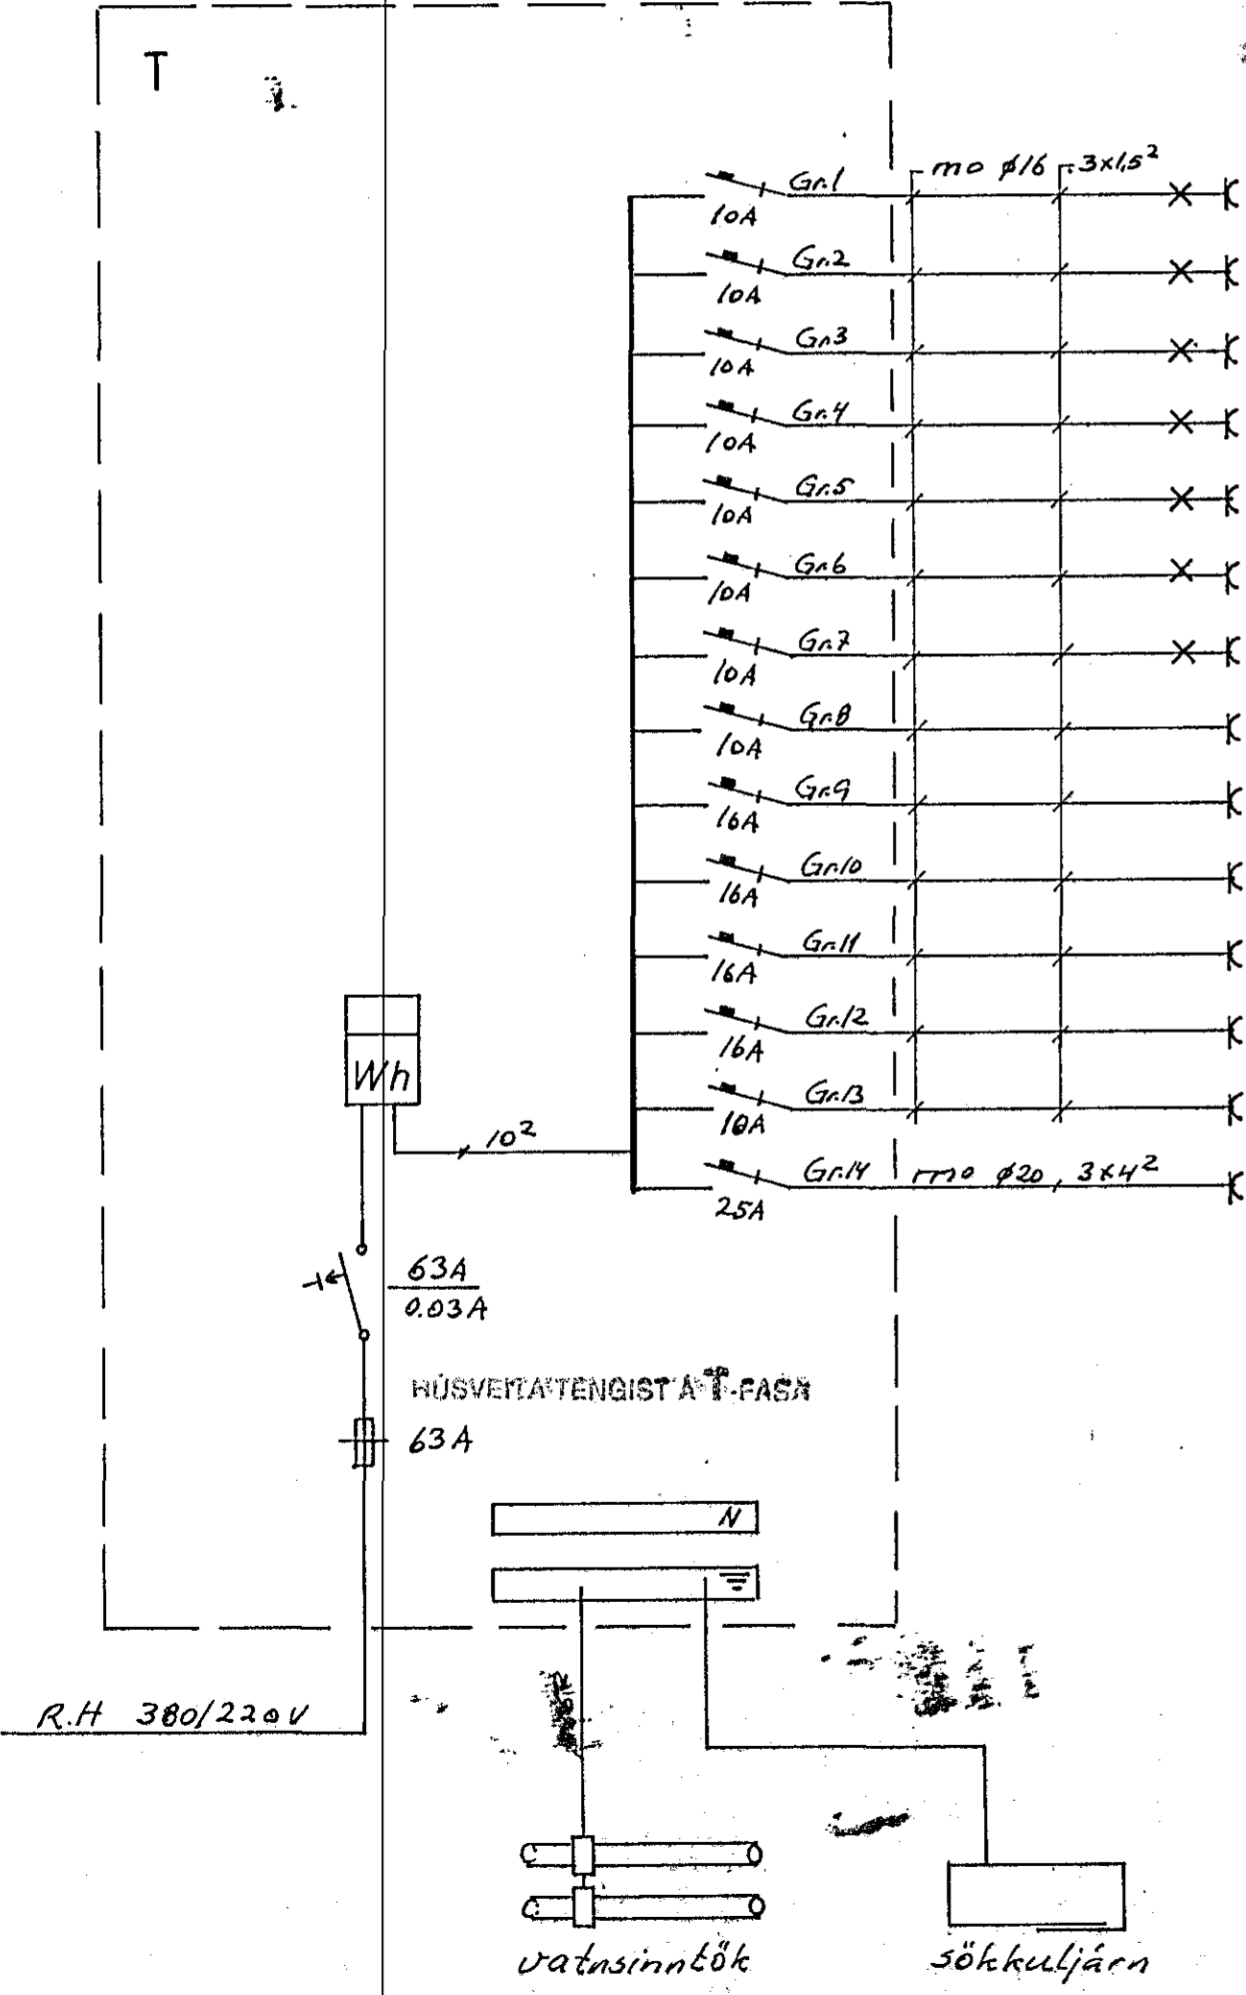 T
mo ø16 3x1,5²
Gr.1
10A
Gr.2
10A
Gr.3
10A
Gr.4
10A
Gr.5
10A
Gr.6
10A
Gr.7
10A
Gr.8
10A
Gr.9
16A
Gr.10
16A
Gr.11
16A
Gr.12
16A
Gr.13
10A
Gr.14 mo ø20, 3x4²
25A
Wh
10²
63A
0.03A
HÚSVEITA TENGIST Á T-FASA
63A
N
R.H 380/220V
vatnsinntök
sökkuljárn